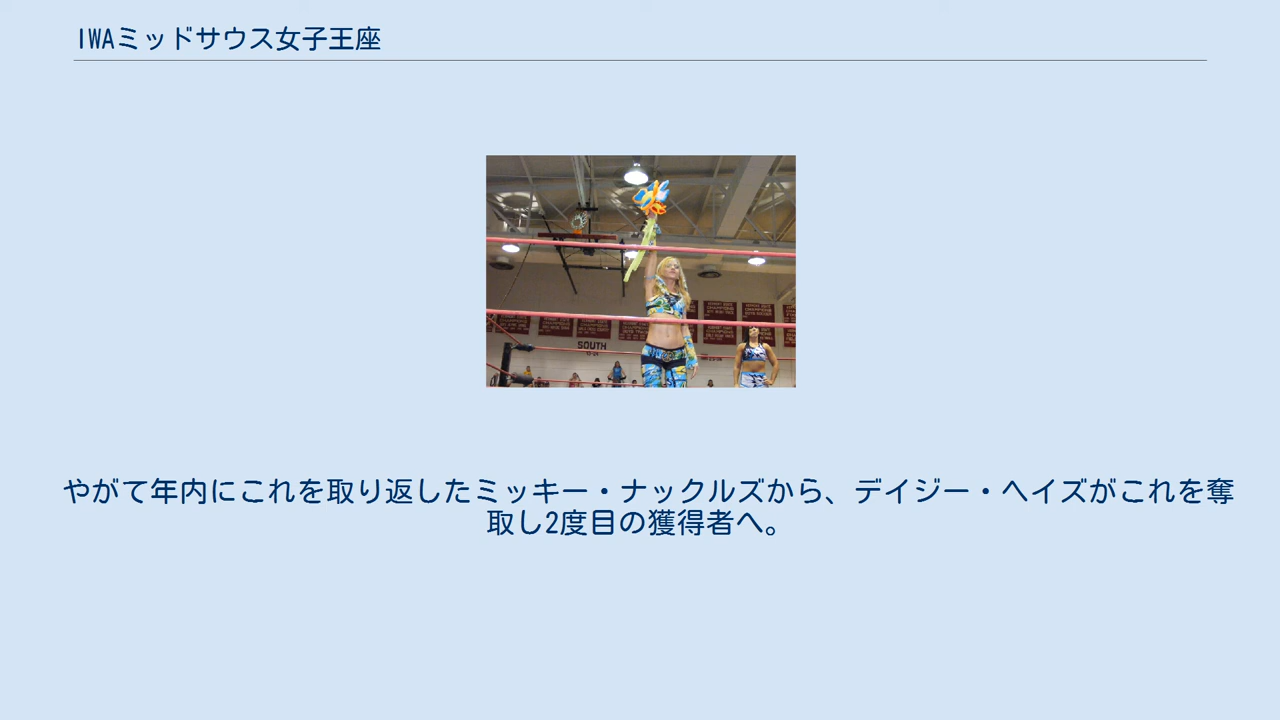 IWAミッドサウス女子王座
SOUTH
やがて年内にこれを取り返したミッキー・ナックルズから、デイジー・ヘイズがこれを奪
取し2度目の獲得者へ。